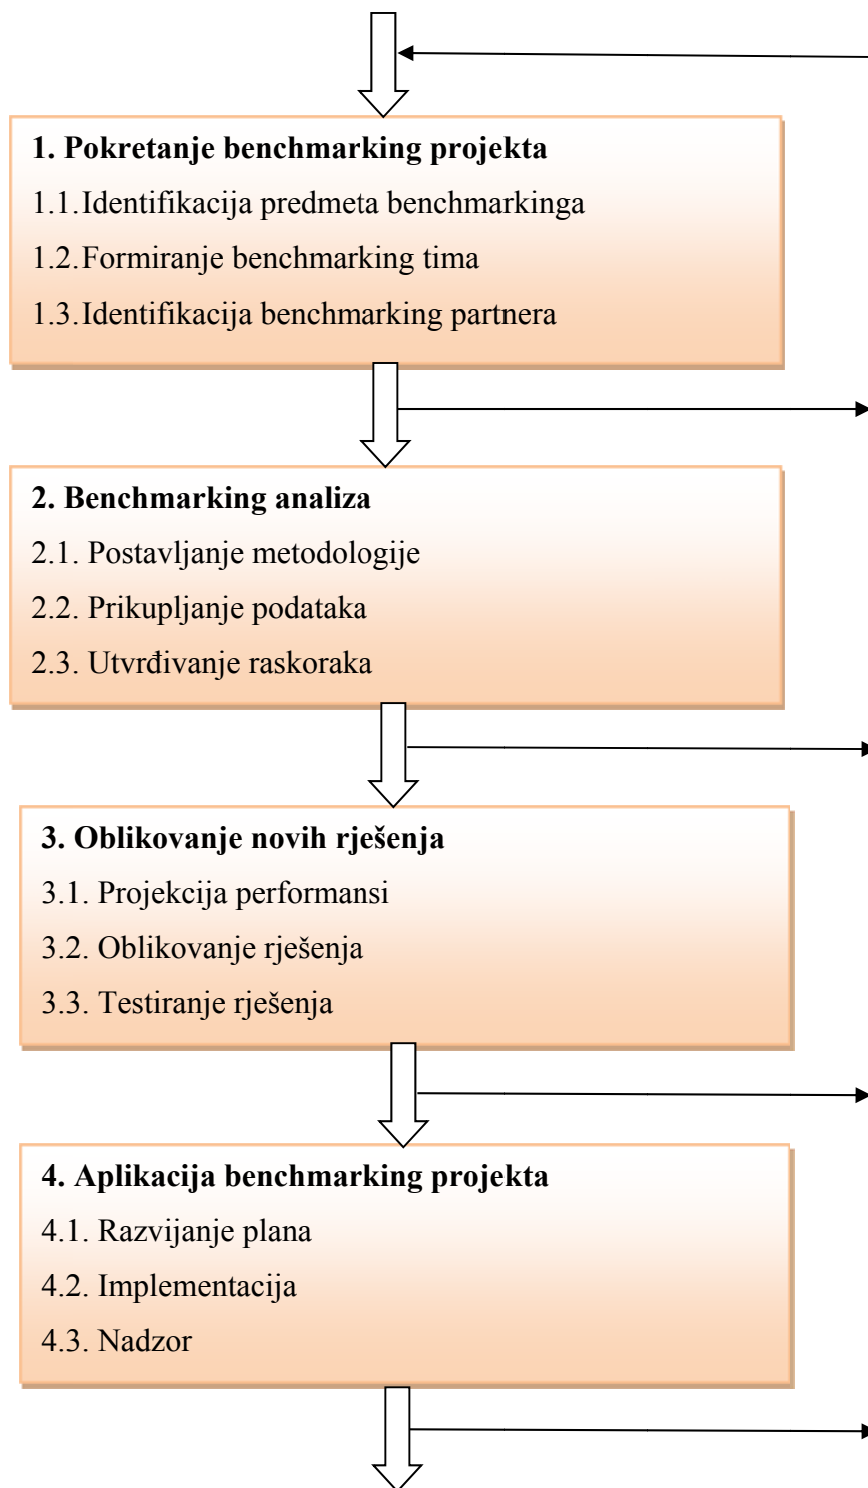 1. Pokretanje benchmarking projekta
1.1.Identifikacija predmeta benchmarkinga
1.2.Formiranje benchmarking tima
1.3.Identifikacija benchmarking partnera
2. Benchmarking analiza
2.1. Postavljanje metodologije
2.2. Prikupljanje podataka
2.3. Utvrđivanje raskoraka
3. Oblikovanje novih rješenja
3.1. Projekcija performansi
3.2. Oblikovanje rješenja
3.3. Testiranje rješenja
4. Aplikacija benchmarking projekta
4.1. Razvijanje plana
4.2. Implementacija
4.3. Nadzor